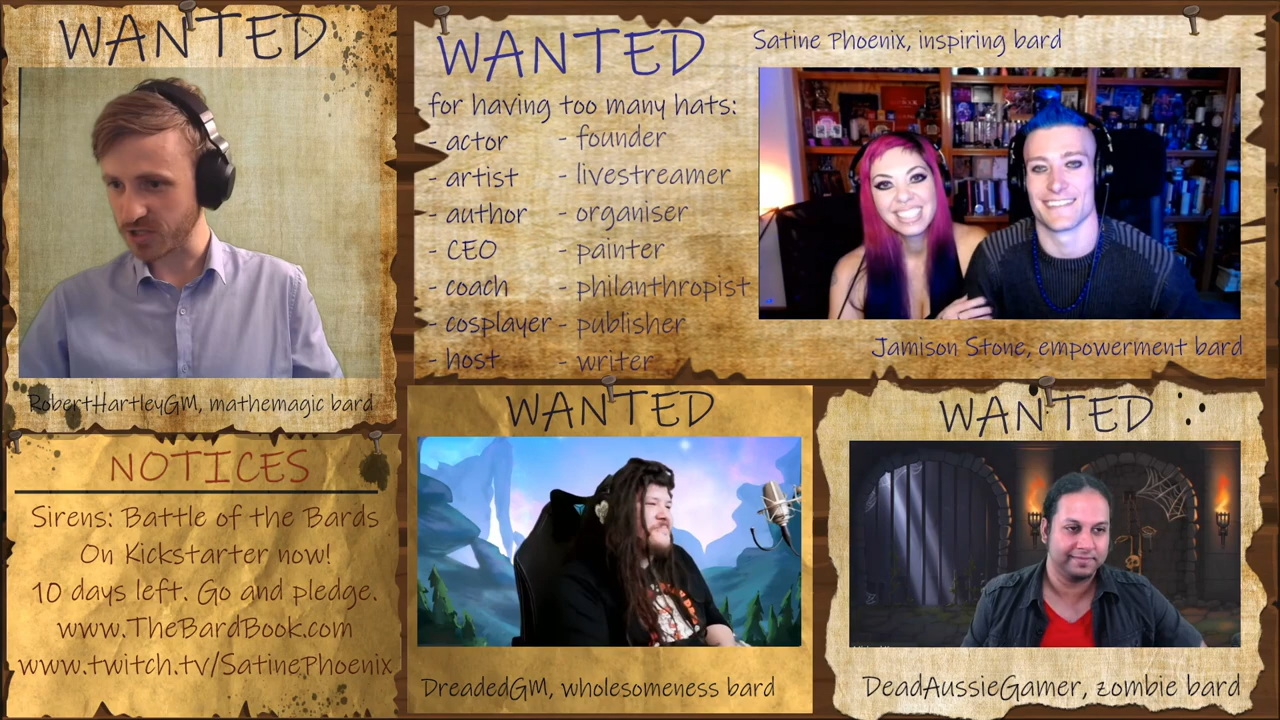 WANTED
RobertHartleyGM, mathemagic bard
NOTICES
Sirens: Battle of the Bards
On Kickstarter now!
10 days left. Go and pledge.
www.TheBardBook.com
www.twitch.tv/SatinePhoenix
WANTED
for having too many hats:
- actor
- artist
- author
- CEO
- coach
- cosplayer
- host
- founder
- livestreamer
- organiser
- painter
- philanthropist
- publisher
- writer
Satine Phoenix, inspiring bard
Jamison Stone, empowerment bard
WANTED
DreadedGM, wholesomeness bard
WANTED
DeadAussieGamer, zombie bard